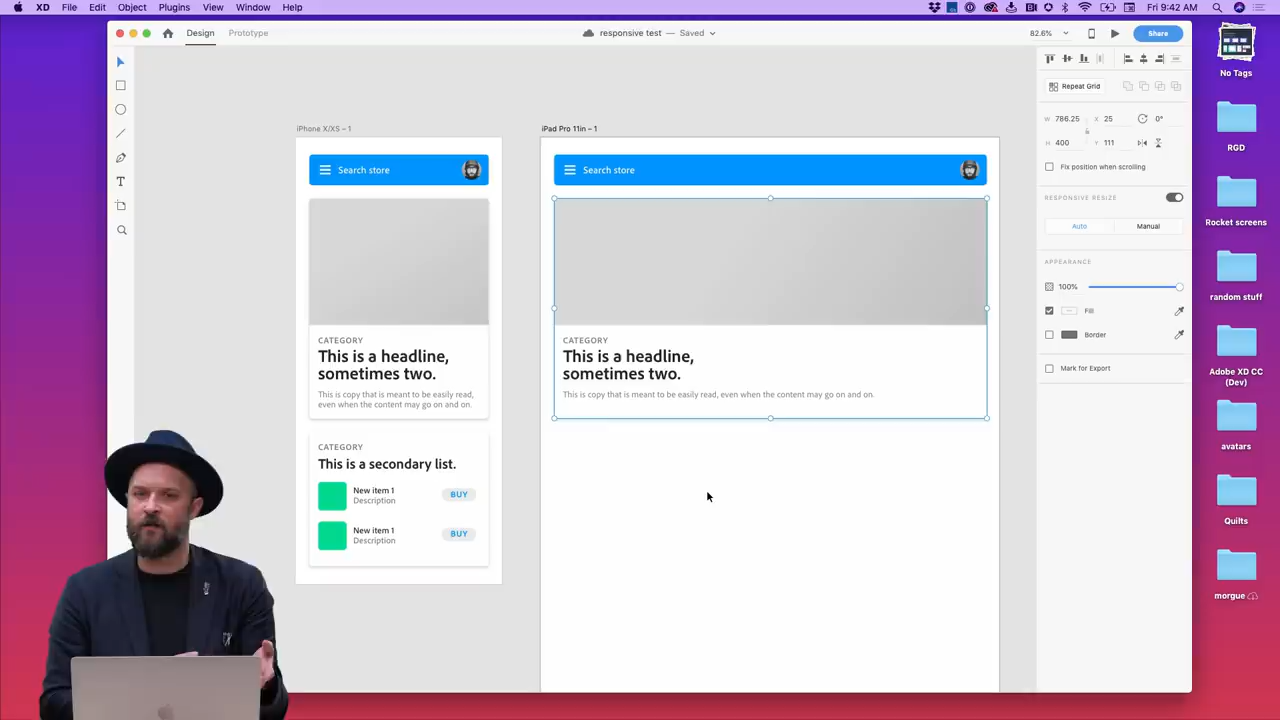 XD File Edit Object Plugins View Window Help
Fri 9:42 AM
Design Prototype
responsive test — Saved
82.6%
Share
iPhone X/XS – 1
Search store
CATEGORY
This is a headline,
sometimes two.
This is copy that is meant to be easily read,
even when the content may go on and on.
CATEGORY
This is a secondary list.
New item 1
Description
BUY
New item 1
Description
BUY
iPad Pro 11in – 1
Search store
CATEGORY
This is a headline,
sometimes two.
This is copy that is meant to be easily read, even when the content may go on and on.
Repeat Grid
W 786.25 X 25 0°
H 400 Y 111
Fix position when scrolling
RESPONSIVE RESIZE
Auto Manual
APPEARANCE
100%
Fill
Border
Mark for Export
No Tags
RGD
Rocket screens
random stuff
Adobe XD CC
(Dev)
avatars
Quilts
morgue